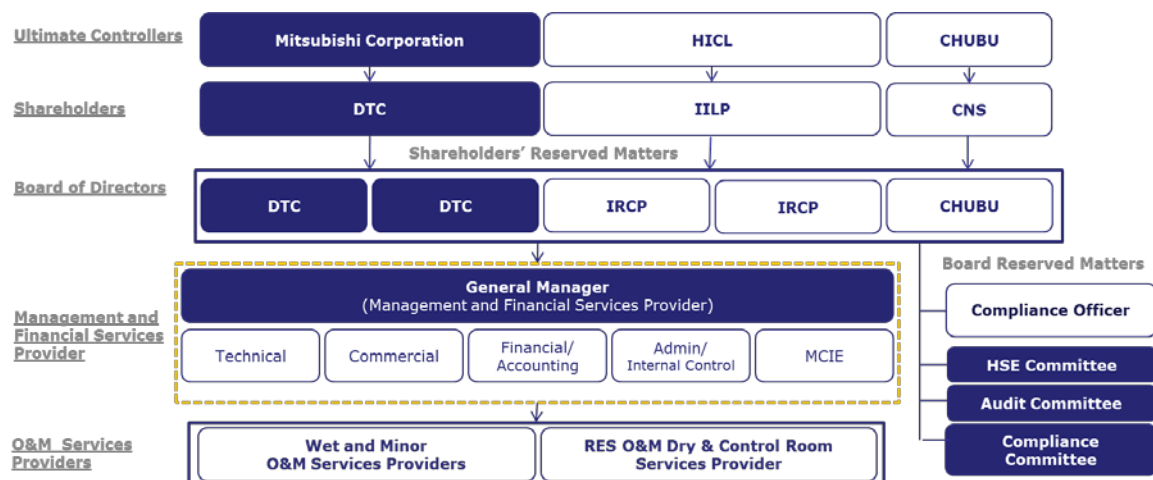 Ultimate Controllers
Mitsubishi Corporation
HICL
CHUBU
Shareholders
DTC
IILP
CNS
Shareholders’ Reserved Matters
Board of Directors
DTC
DTC
IRCP
IRCP
CHUBU
Board Reserved Matters
General Manager
(Management and Financial Services Provider)
Compliance Officer
Management and
Financial Services
Provider
Technical
Commercial
Financial/
Accounting
Admin/
Internal Control
MCIE
HSE Committee
Audit Committee
Compliance
Committee
O&M Services
Providers
Wet and Minor
O&M Services Providers
RES O&M Dry & Control Room
Services Provider